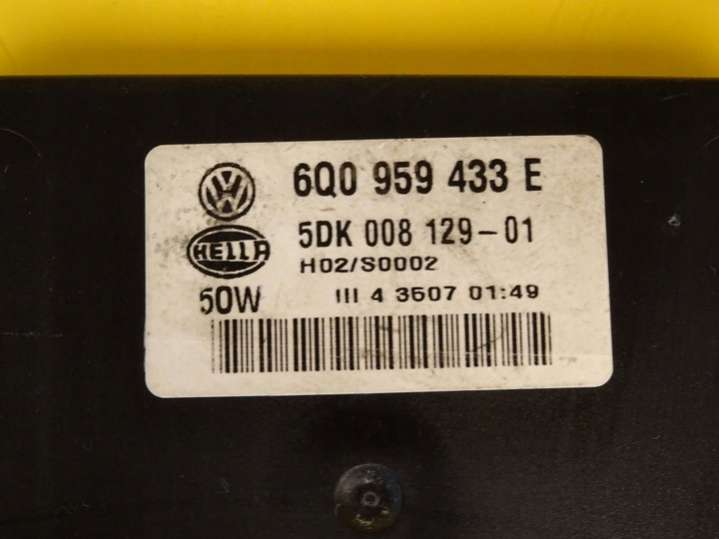 6Q0 959 433 E
5DK 008 129-01
HELLA
H02/S0002
50W
III 4 3507 01:49